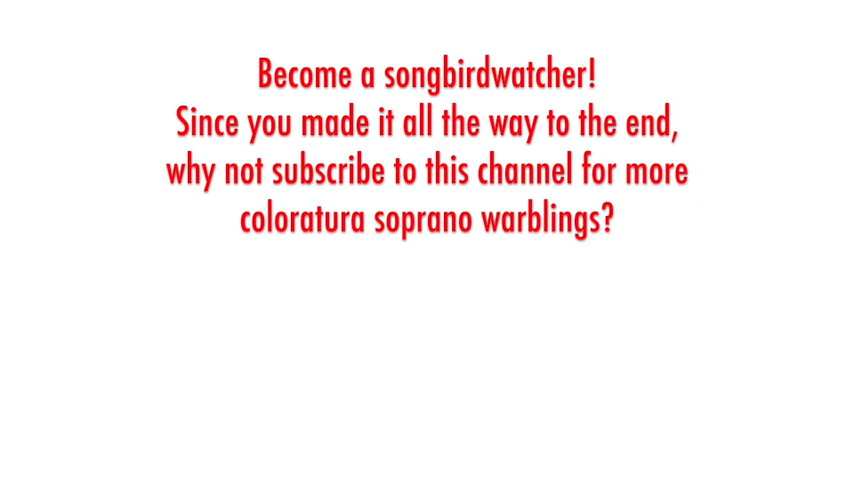 Become a songbirdwatcher!
Since you made it all the way to the end,
why not subscribe to this channel for more
coloratura soprano warblings?